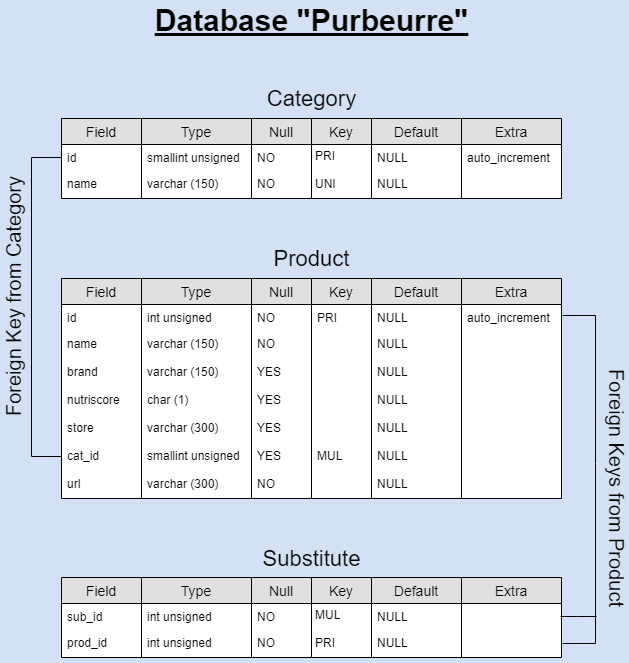 Database "Purbeurre"
Category
Field Type Null Key Default Extra
id smallint unsigned NO PRI NULL auto_increment
name varchar (150) NO UNI NULL
Foreign Key from Category
Product
Field Type Null Key Default Extra
id int unsigned NO PRI NULL auto_increment
name varchar (150) NO NULL
brand varchar (150) YES NULL
nutriscore char (1) YES NULL
store varchar (300) YES NULL
cat_id smallint unsigned YES MUL NULL
url varchar (300) NO NULL
Foreign Keys from Product
Substitute
Field Type Null Key Default Extra
sub_id int unsigned NO MUL NULL
prod_id int unsigned NO PRI NULL